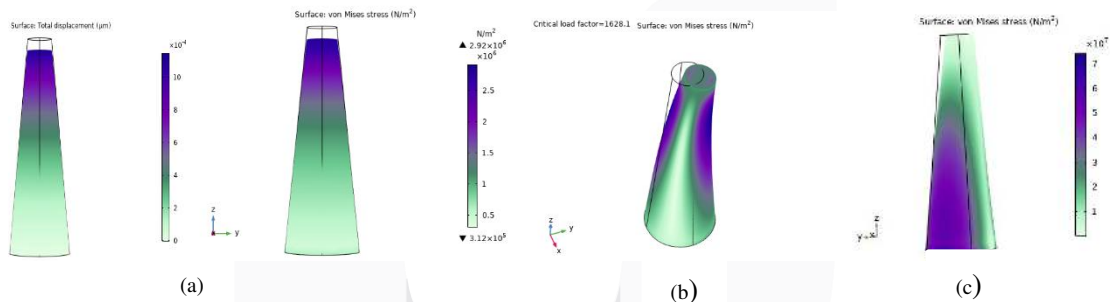 Surface: Total displacement (μm)
×10⁻⁴
10
8
6
4
2
0
z
y
(a)
Surface: von Mises stress (N/m²)
N/m²
▲ 2.92×10⁶
×10⁶
2.5
2
1.5
1
0.5
▼ 3.12×10⁵
Critical load factor=1628.1 Surface: von Mises stress (N/m²)
z
y
x
(b)
Surface: von Mises stress (N/m²)
×10⁷
7
6
5
4
3
2
1
z
y x
(c)